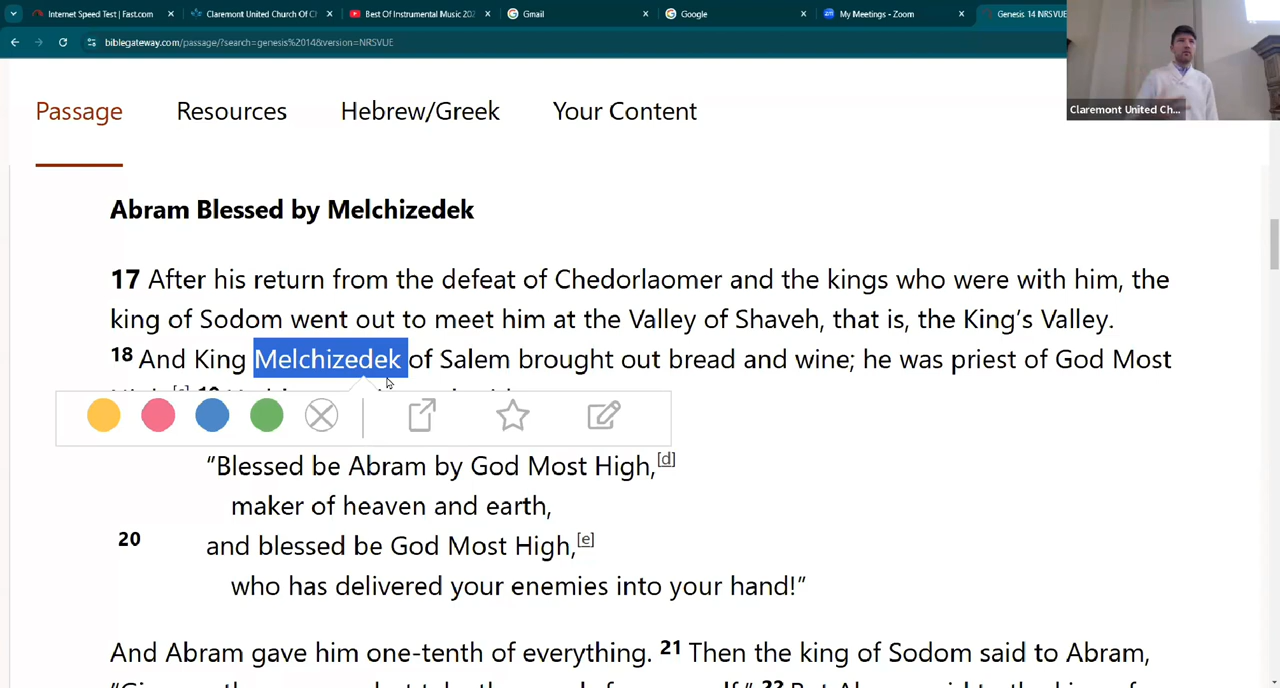 Internet Speed Test | Fast.com
Claremont United Church Of Ch
Best Of Instrumental Music 202
Gmail
Google
My Meetings - Zoom
Genesis 14 NRSVUE
biblegateway.com/passage/?search=genesis%2014&version=NRSVUE
Claremont United Ch...
Passage
Resources
Hebrew/Greek
Your Content
Abram Blessed by Melchizedek
17 After his return from the defeat of Chedorlaomer and the kings who were with him, the
king of Sodom went out to meet him at the Valley of Shaveh, that is, the King's Valley.
18 And King Melchizedek of Salem brought out bread and wine; he was priest of God Most
"Blessed be Abram by God Most High,[d]
maker of heaven and earth,
20 and blessed be God Most High,[e]
who has delivered your enemies into your hand!"
And Abram gave him one-tenth of everything. 21 Then the king of Sodom said to Abram,